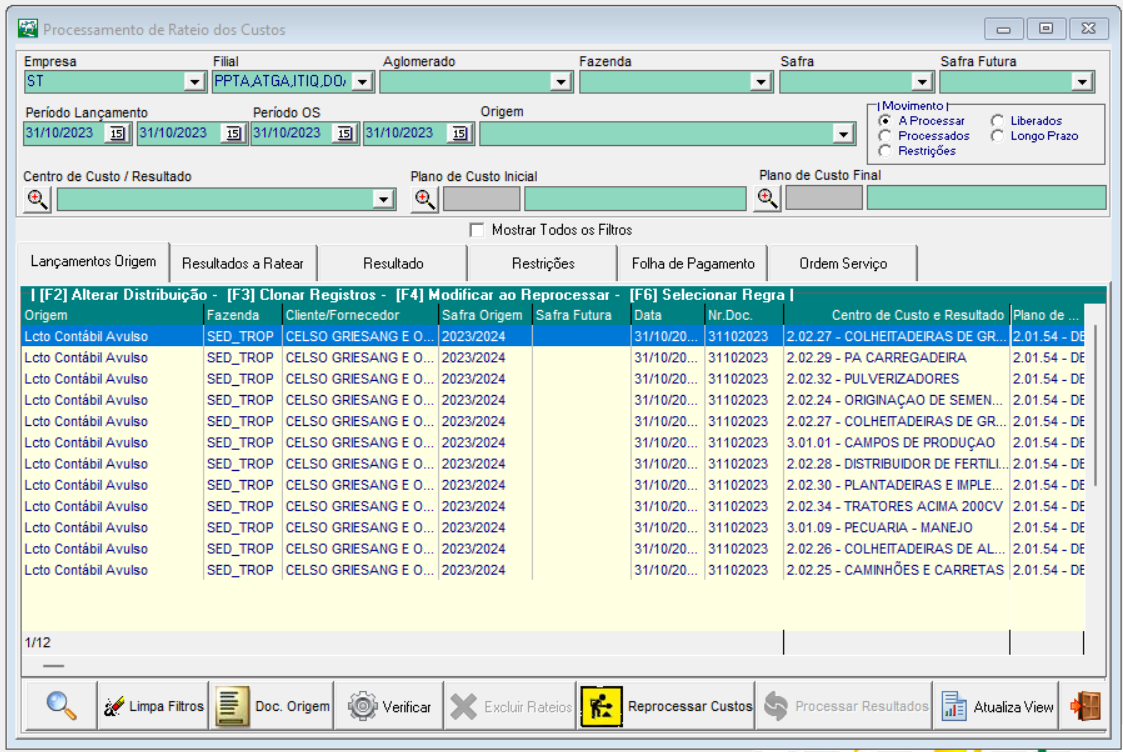 Processamento de Rateio dos Custos
Empresa Filial Aglomerado Fazenda Safra Safra Futura
ST PPTA,ATGA,ITIQ,DO
Período Lançamento Período OS Origem | Movimento |
31/10/2023 15 31/10/2023 15 31/10/2023 15 31/10/2023 15
A Processar Liberados
Processados Longo Prazo
Restrições
Centro de Custo / Resultado Plano de Custo Inicial Plano de Custo Final
Mostrar Todos os Filtros
Lançamentos Origem Resultados a Ratear Resultado Restrições Folha de Pagamento Ordem Serviço
| [F2] Alterar Distribuição - [F3] Clonar Registros - [F4] Modificar ao Reprocessar - [F6] Selecionar Regra |
Origem Fazenda Cliente/Fornecedor Safra Origem Safra Futura Data Nr.Doc. Centro de Custo e Resultado Plano de ...
Lcto Contábil Avulso SED_TROP CELSO GRIESANG E O... 2023/2024 31/10/20... 31102023 2.02.27 - COLHEITADEIRAS DE GR... 2.01.54 - DE
Lcto Contábil Avulso SED_TROP CELSO GRIESANG E O... 2023/2024 31/10/20... 31102023 2.02.29 - PA CARREGADEIRA 2.01.54 - DE
Lcto Contábil Avulso SED_TROP CELSO GRIESANG E O... 2023/2024 31/10/20... 31102023 2.02.32 - PULVERIZADORES 2.01.54 - DE
Lcto Contábil Avulso SED_TROP CELSO GRIESANG E O... 2023/2024 31/10/20... 31102023 2.02.24 - ORIGINAÇAO DE SEMEN... 2.01.54 - DE
Lcto Contábil Avulso SED_TROP CELSO GRIESANG E O... 2023/2024 31/10/20... 31102023 2.02.27 - COLHEITADEIRAS DE GR... 2.01.54 - DE
Lcto Contábil Avulso SED_TROP CELSO GRIESANG E O... 2023/2024 31/10/20... 31102023 3.01.01 - CAMPOS DE PRODUÇAO 2.01.54 - DE
Lcto Contábil Avulso SED_TROP CELSO GRIESANG E O... 2023/2024 31/10/20... 31102023 2.02.28 - DISTRIBUIDOR DE FERTILI... 2.01.54 - DE
Lcto Contábil Avulso SED_TROP CELSO GRIESANG E O... 2023/2024 31/10/20... 31102023 2.02.30 - PLANTADEIRAS E IMPLE... 2.01.54 - DE
Lcto Contábil Avulso SED_TROP CELSO GRIESANG E O... 2023/2024 31/10/20... 31102023 2.02.34 - TRATORES ACIMA 200CV 2.01.54 - DE
Lcto Contábil Avulso SED_TROP CELSO GRIESANG E O... 2023/2024 31/10/20... 31102023 3.01.09 - PECUARIA - MANEJO 2.01.54 - DE
Lcto Contábil Avulso SED_TROP CELSO GRIESANG E O... 2023/2024 31/10/20... 31102023 2.02.26 - COLHEITADEIRAS DE AL... 2.01.54 - DE
Lcto Contábil Avulso SED_TROP CELSO GRIESANG E O... 2023/2024 31/10/20... 31102023 2.02.25 - CAMINHÕES E CARRETAS 2.01.54 - DE
1/12
Limpa Filtros Doc. Origem Verificar Excluir Rateios Reprocessar Custos Processar Resultados Atualiza View